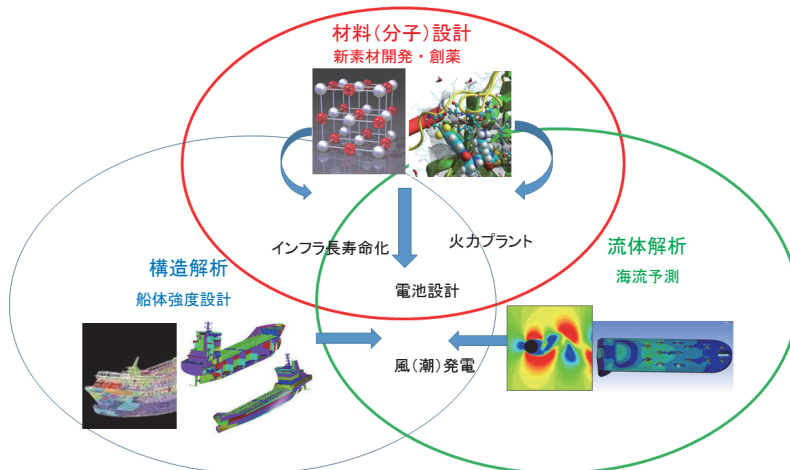 材料(分子)設計
新素材開発・創薬
インフラ長寿命化
火力プラント
構造解析
船体強度設計
流体解析
海流予測
電池設計
風(潮)発電